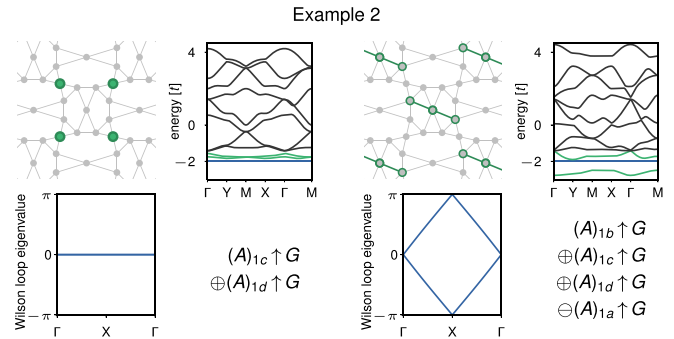 Example 2
energy [t]
4
0
−2
Γ Y M X Γ M
energy [t]
4
0
−2
Γ Y M X Γ M
Wilson loop eigenvalue
π
0
−π
Γ X Γ
(A)1c ↑ G
⊕(A)1d ↑ G
Wilson loop eigenvalue
π
0
−π
Γ X Γ
(A)1b ↑ G
⊕(A)1c ↑ G
⊕(A)1d ↑ G
⊖(A)1a ↑ G